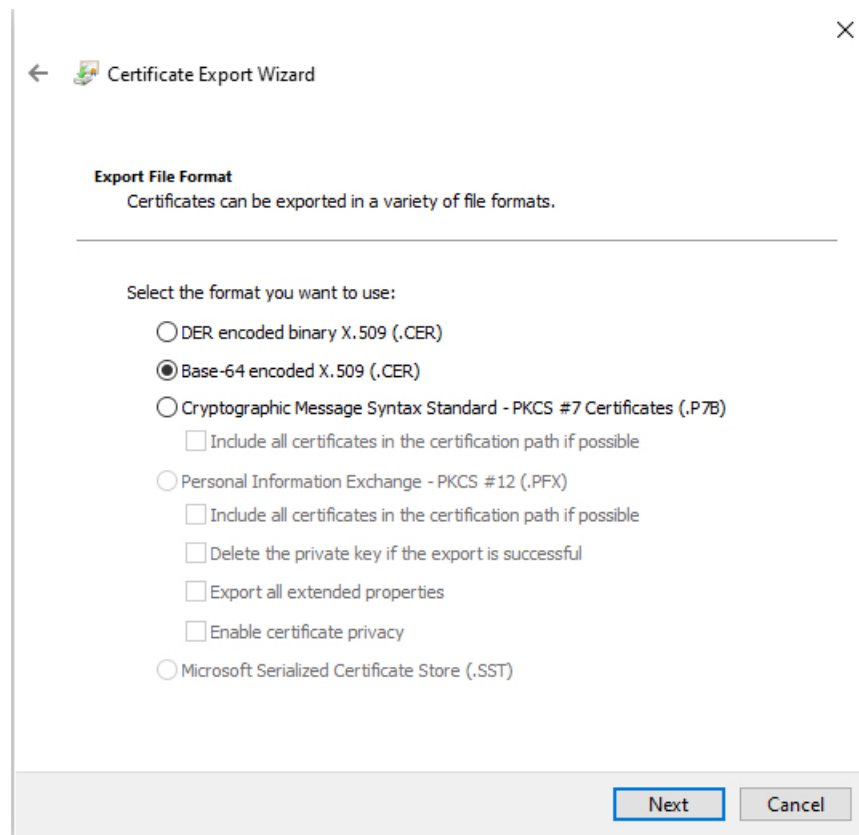 Certificate Export Wizard
Export File Format
Certificates can be exported in a variety of file formats.
Select the format you want to use:
DER encoded binary X.509 (.CER)
Base-64 encoded X.509 (.CER)
Cryptographic Message Syntax Standard - PKCS #7 Certificates (.P7B)
Include all certificates in the certification path if possible
Personal Information Exchange - PKCS #12 (.PFX)
Include all certificates in the certification path if possible
Delete the private key if the export is successful
Export all extended properties
Enable certificate privacy
Microsoft Serialized Certificate Store (.SST)
Next Cancel